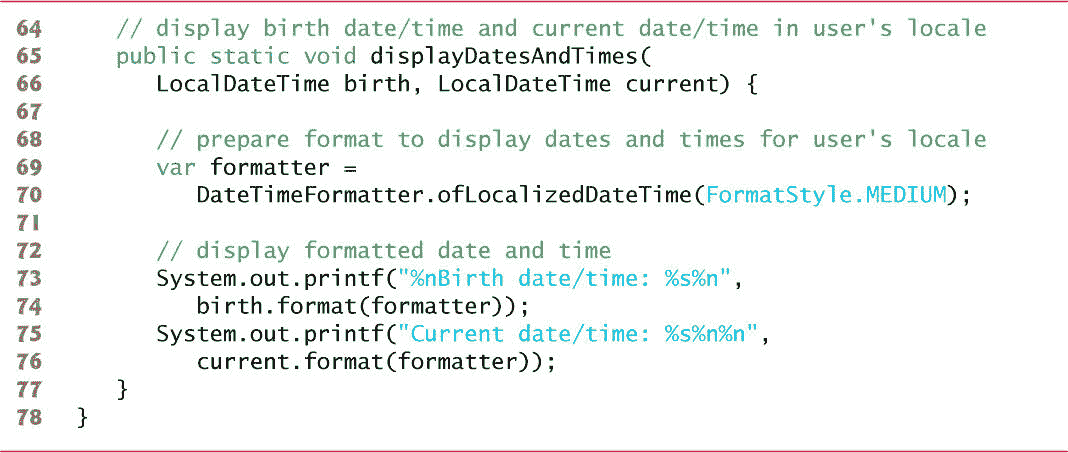 64 // display birth date/time and current date/time in user's locale
65 public static void displayDatesAndTimes(
66 LocalDateTime birth, LocalDateTime current) {
67
68 // prepare format to display dates and times for user's locale
69 var formatter =
70 DateTimeFormatter.ofLocalizedDateTime(FormatStyle.MEDIUM);
71
72 // display formatted date and time
73 System.out.printf("%nBirth date/time: %s%n",
74 birth.format(formatter));
75 System.out.printf("Current date/time: %s%n%n",
76 current.format(formatter));
77 }
78 }